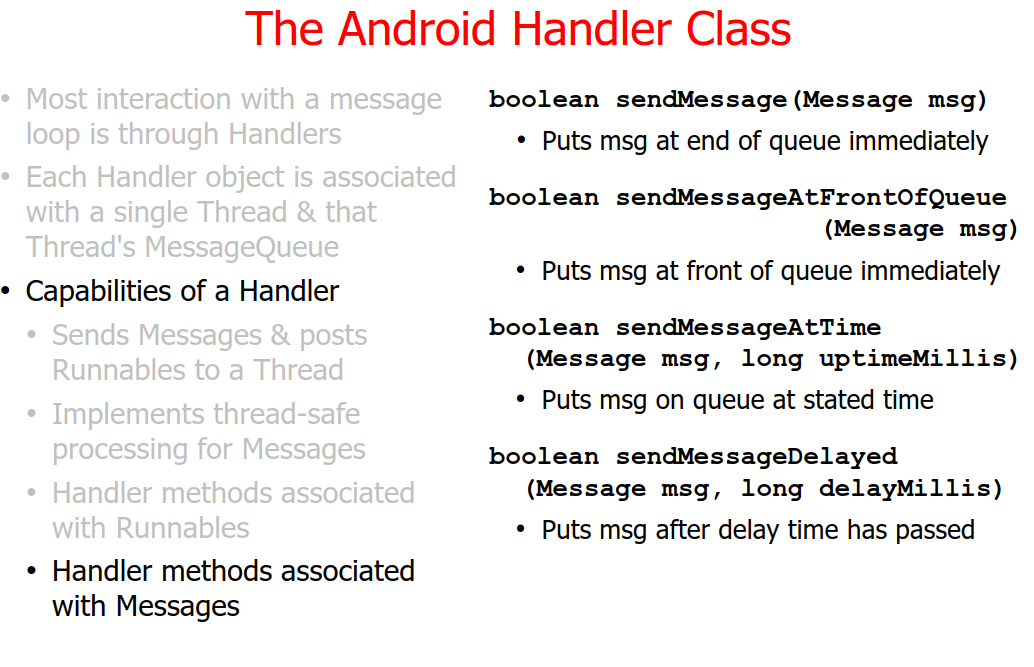 The Android Handler Class
• Most interaction with a message
loop is through Handlers
• Each Handler object is associated
with a single Thread & that
Thread's MessageQueue
• Capabilities of a Handler
• Sends Messages & posts
Runnables to a Thread
• Implements thread-safe
processing for Messages
• Handler methods associated
with Runnables
• Handler methods associated
with Messages
boolean sendMessage(Message msg)
• Puts msg at end of queue immediately
boolean sendMessageAtFrontOfQueue
(Message msg)
• Puts msg at front of queue immediately
boolean sendMessageAtTime
(Message msg, long uptimeMillis)
• Puts msg on queue at stated time
boolean sendMessageDelayed
(Message msg, long delayMillis)
• Puts msg after delay time has passed